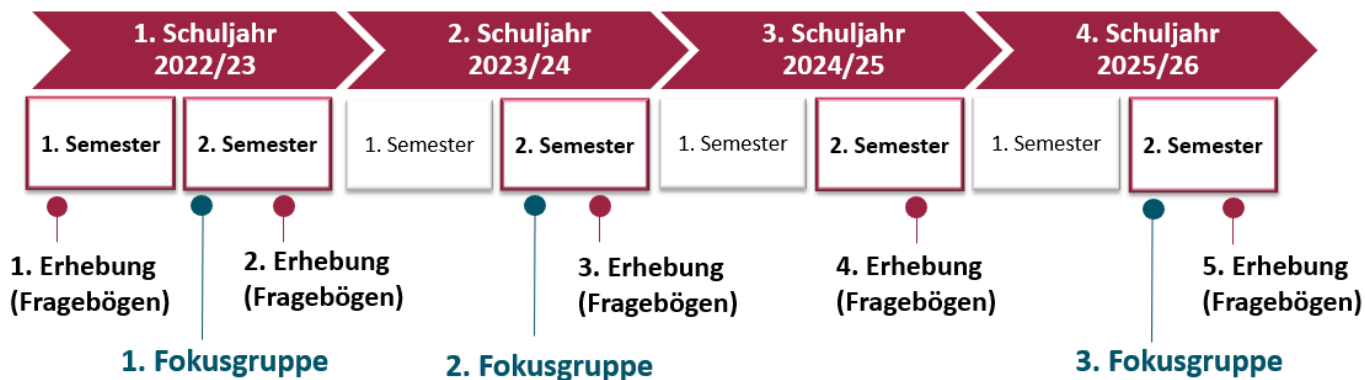 1. Schuljahr
2022/23
2. Schuljahr
2023/24
3. Schuljahr
2024/25
4. Schuljahr
2025/26
1. Semester
2. Semester
1. Semester
2. Semester
1. Semester
2. Semester
1. Semester
2. Semester
1. Erhebung
(Fragebögen)
2. Erhebung
(Fragebögen)
3. Erhebung
(Fragebögen)
4. Erhebung
(Fragebögen)
5. Erhebung
(Fragebögen)
1. Fokusgruppe
2. Fokusgruppe
3. Fokusgruppe